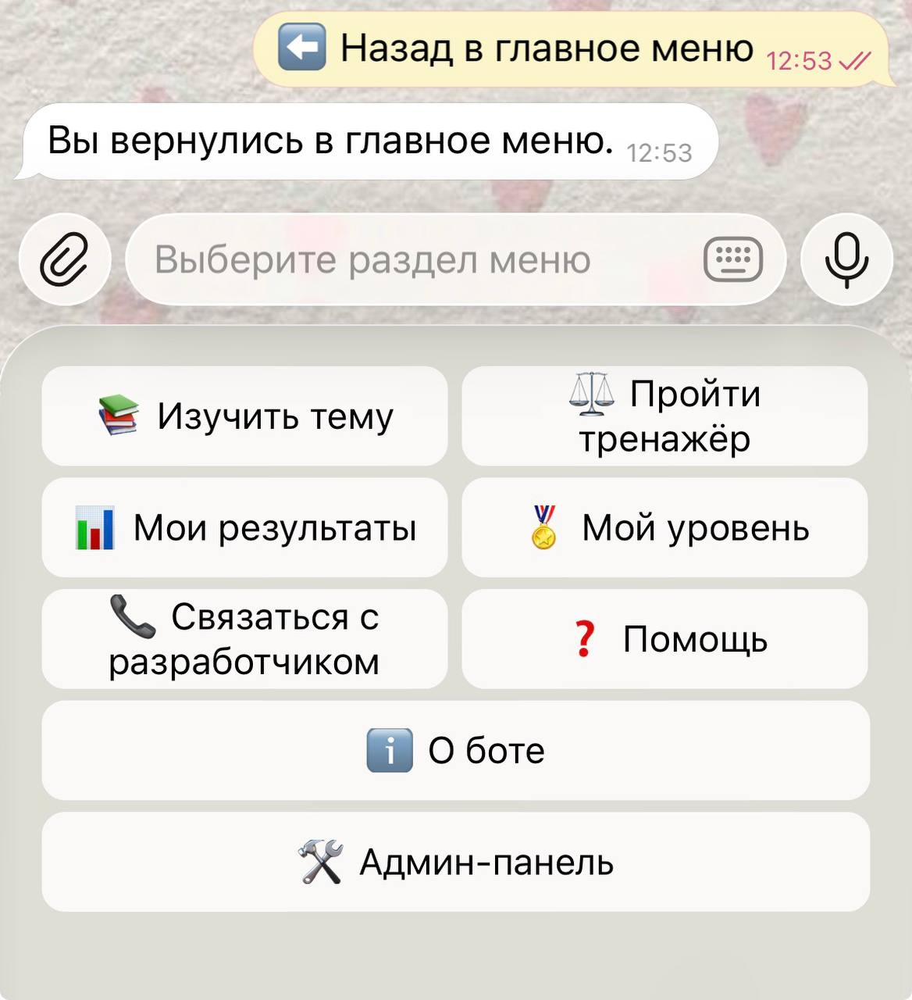 ⬅️ Назад в главное меню 12:53
Вы вернулись в главное меню. 12:53
Выберите раздел меню
📚 Изучить тему
⚖️ Пройти
тренажёр
📊 Мои результаты
🏅 Мой уровень
📞 Связаться с
разработчиком
❓ Помощь
ℹ️ О боте
🛠 Админ-панель